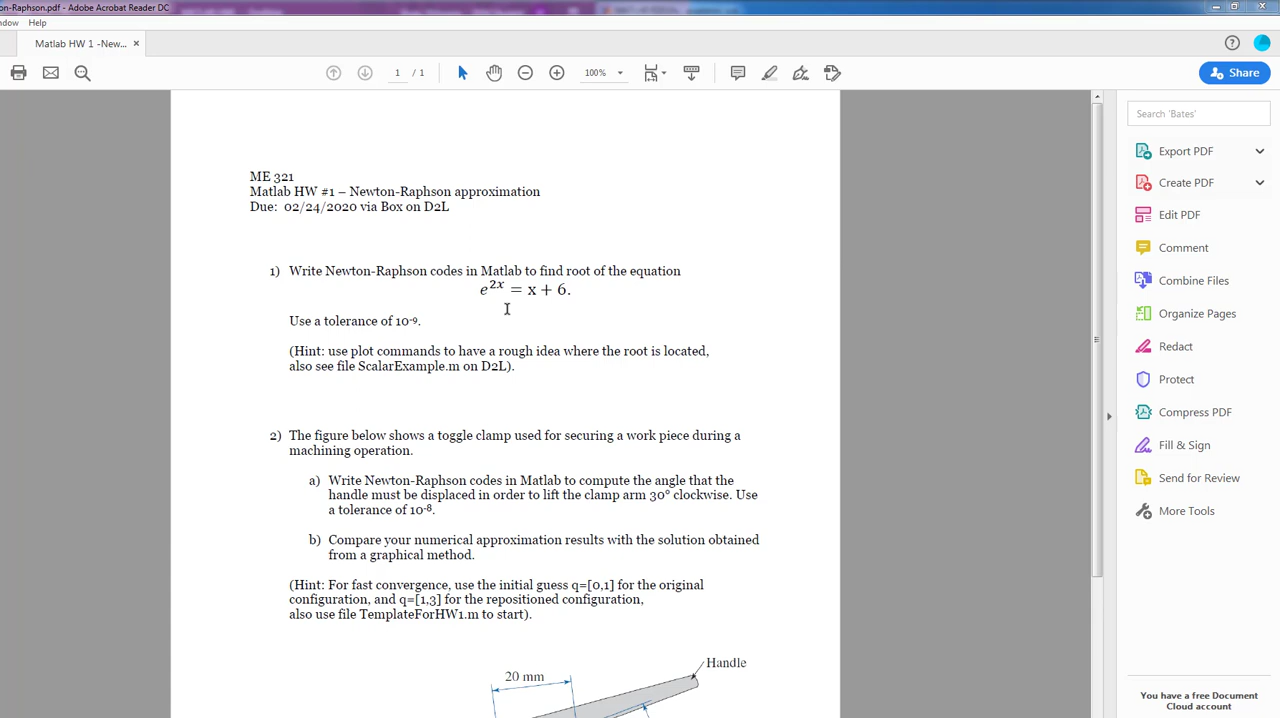 on-Raphson.pdf - Adobe Acrobat Reader DC
ndow Help
Matlab HW 1 -New... ×
1 / 1 100% Share
Search 'Bates'
Export PDF
Create PDF
Edit PDF
Comment
Combine Files
Organize Pages
Redact
Protect
Compress PDF
Fill & Sign
Send for Review
More Tools
You have a free Document
Cloud account
ME 321
Matlab HW #1 – Newton-Raphson approximation
Due: 02/24/2020 via Box on D2L
1) Write Newton-Raphson codes in Matlab to find root of the equation
e²ˣ = x + 6.
Use a tolerance of 10⁻⁹.
(Hint: use plot commands to have a rough idea where the root is located,
also see file ScalarExample.m on D2L).
2) The figure below shows a toggle clamp used for securing a work piece during a
machining operation.
a) Write Newton-Raphson codes in Matlab to compute the angle that the
handle must be displaced in order to lift the clamp arm 30° clockwise. Use
a tolerance of 10⁻⁸.
b) Compare your numerical approximation results with the solution obtained
from a graphical method.
(Hint: For fast convergence, use the initial guess q=[0,1] for the original
configuration, and q=[1,3] for the repositioned configuration,
also use file TemplateForHW1.m to start).
Handle
20 mm